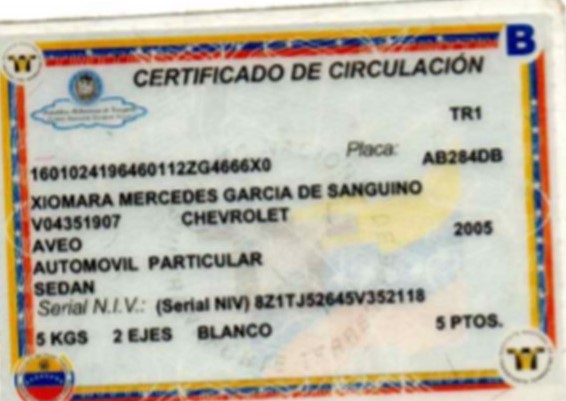 B
CERTIFICADO DE CIRCULACIÓN
TR1
1601024196460112ZG4666X0 Placa: AB284DB
XIOMARA MERCEDES GARCIA DE SANGUINO
V04351907 CHEVROLET
AVEO 2005
AUTOMOVIL PARTICULAR
SEDAN
Serial N.I.V.: (Serial NIV) 8Z1TJ52645V352118
5 KGS 2 EJES BLANCO 5 PTOS.